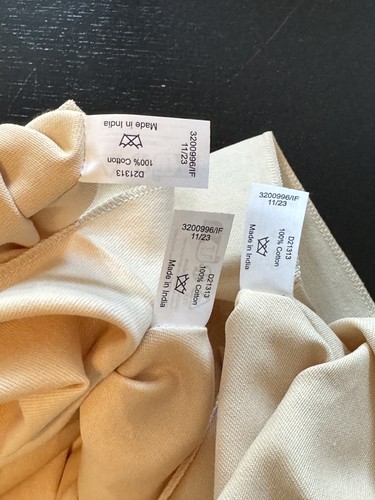 3200996/IF
11/23
D21313
100% Cotton
Made in India
3200996/IF
11/23
D21313
100% Cotton
Made in India
3200996/IF
11/23
D21313
100% Cotton
Made in India